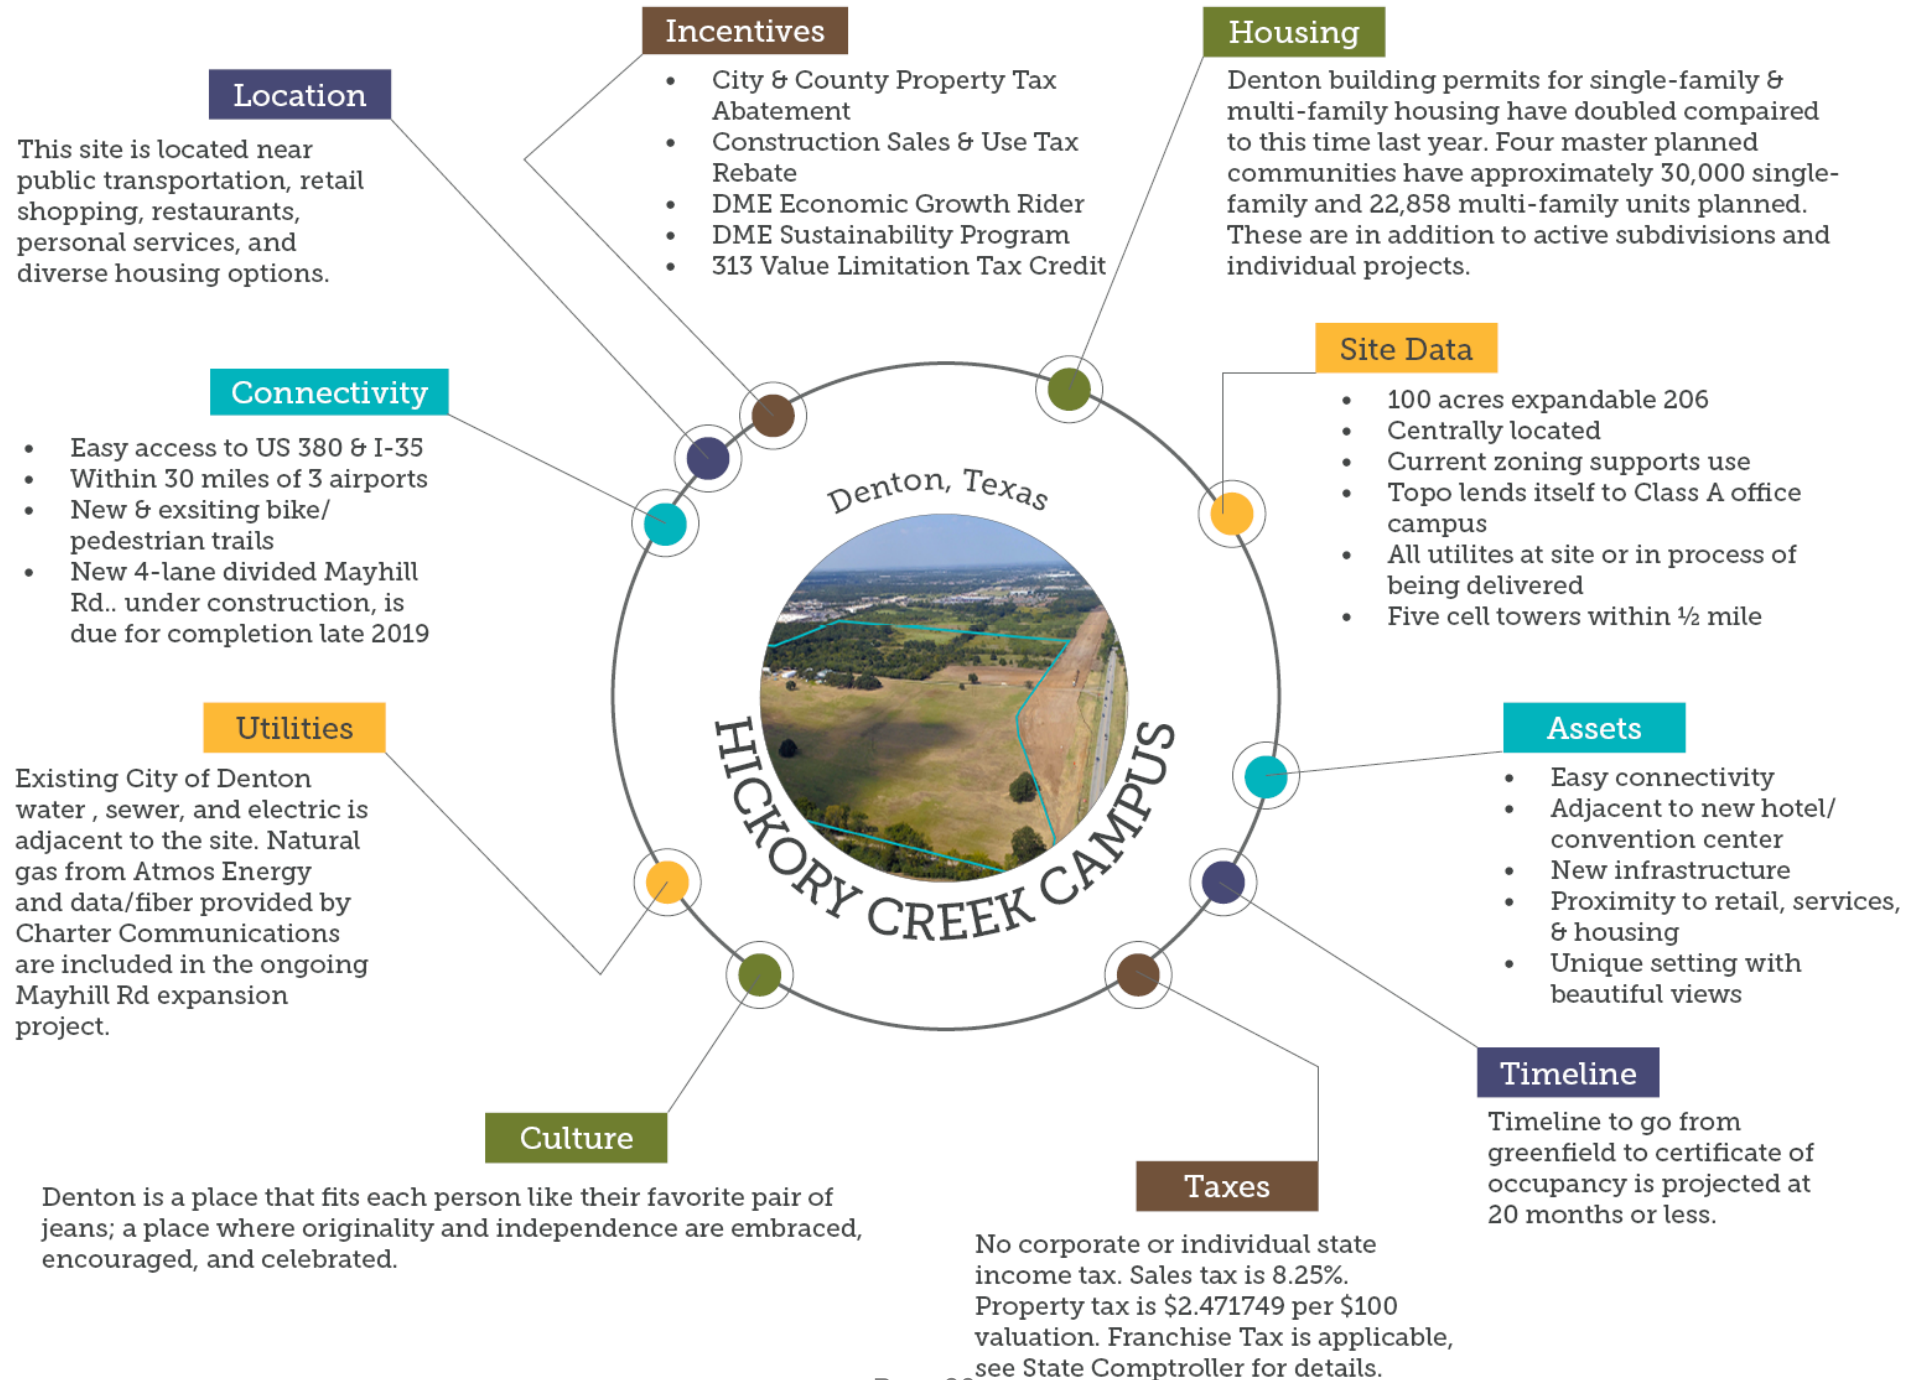 Incentives
• City & County Property Tax
Abatement
• Construction Sales & Use Tax
Rebate
• DME Economic Growth Rider
• DME Sustainability Program
• 313 Value Limitation Tax Credit
Housing
Denton building permits for single-family &
multi-family housing have doubled compaired
to this time last year. Four master planned
communities have approximately 30,000 single-
family and 22,858 multi-family units planned.
These are in addition to active subdivisions and
individual projects.
Location
This site is located near
public transportation, retail
shopping, restaurants,
personal services, and
diverse housing options.
Site Data
• 100 acres expandable 206
• Centrally located
• Current zoning supports use
• Topo lends itself to Class A office
campus
• All utilites at site or in process of
being delivered
• Five cell towers within ½ mile
Connectivity
• Easy access to US 380 & I-35
• Within 30 miles of 3 airports
• New & exsiting bike/
pedestrian trails
• New 4-lane divided Mayhill
Rd.. under construction, is
due for completion late 2019
Denton, Texas
HICKORY CREEK CAMPUS
Utilities
Existing City of Denton
water , sewer, and electric is
adjacent to the site. Natural
gas from Atmos Energy
and data/fiber provided by
Charter Communications
are included in the ongoing
Mayhill Rd expansion
project.
Assets
• Easy connectivity
• Adjacent to new hotel/
convention center
• New infrastructure
• Proximity to retail, services,
& housing
• Unique setting with
beautiful views
Timeline
Timeline to go from
greenfield to certificate of
occupancy is projected at
20 months or less.
Culture
Denton is a place that fits each person like their favorite pair of
jeans; a place where originality and independence are embraced,
encouraged, and celebrated.
Taxes
No corporate or individual state
income tax. Sales tax is 8.25%.
Property tax is $2.471749 per $100
valuation. Franchise Tax is applicable,
see State Comptroller for details.